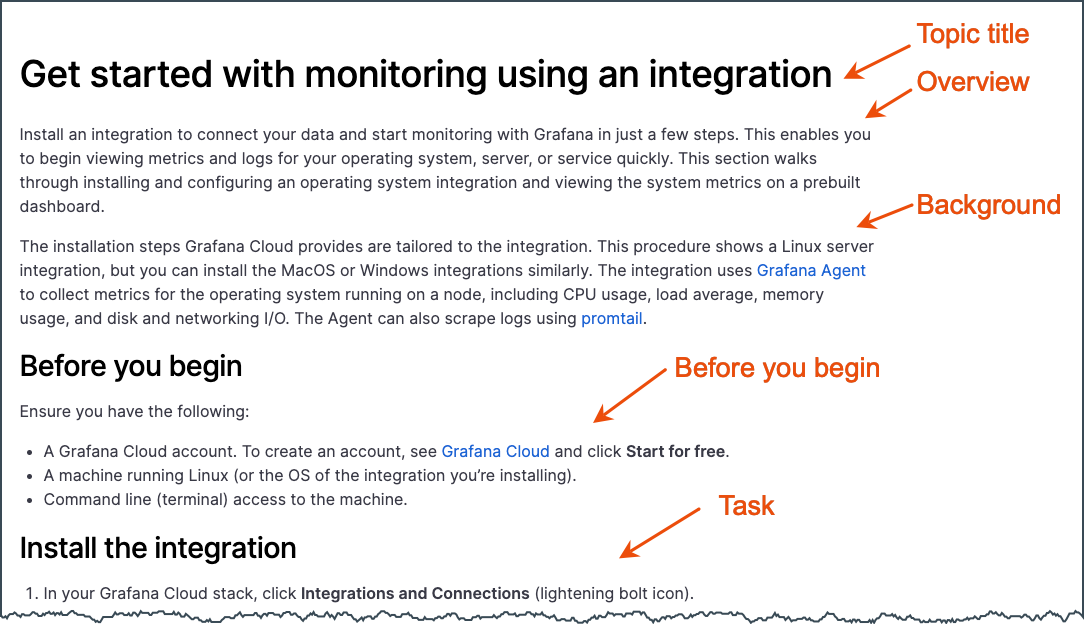 Topic title
Get started with monitoring using an integration
Overview
Install an integration to connect your data and start monitoring with Grafana in just a few steps. This enables you
to begin viewing metrics and logs for your operating system, server, or service quickly. This section walks
through installing and configuring an operating system integration and viewing the system metrics on a prebuilt
dashboard.
Background
The installation steps Grafana Cloud provides are tailored to the integration. This procedure shows a Linux server
integration, but you can install the MacOS or Windows integrations similarly. The integration uses Grafana Agent
to collect metrics for the operating system running on a node, including CPU usage, load average, memory
usage, and disk and networking I/O. The Agent can also scrape logs using promtail.
Before you begin
Before you begin
Ensure you have the following:
• A Grafana Cloud account. To create an account, see Grafana Cloud and click Start for free.
• A machine running Linux (or the OS of the integration you’re installing).
• Command line (terminal) access to the machine.
Task
Install the integration
1. In your Grafana Cloud stack, click Integrations and Connections (lightening bolt icon).